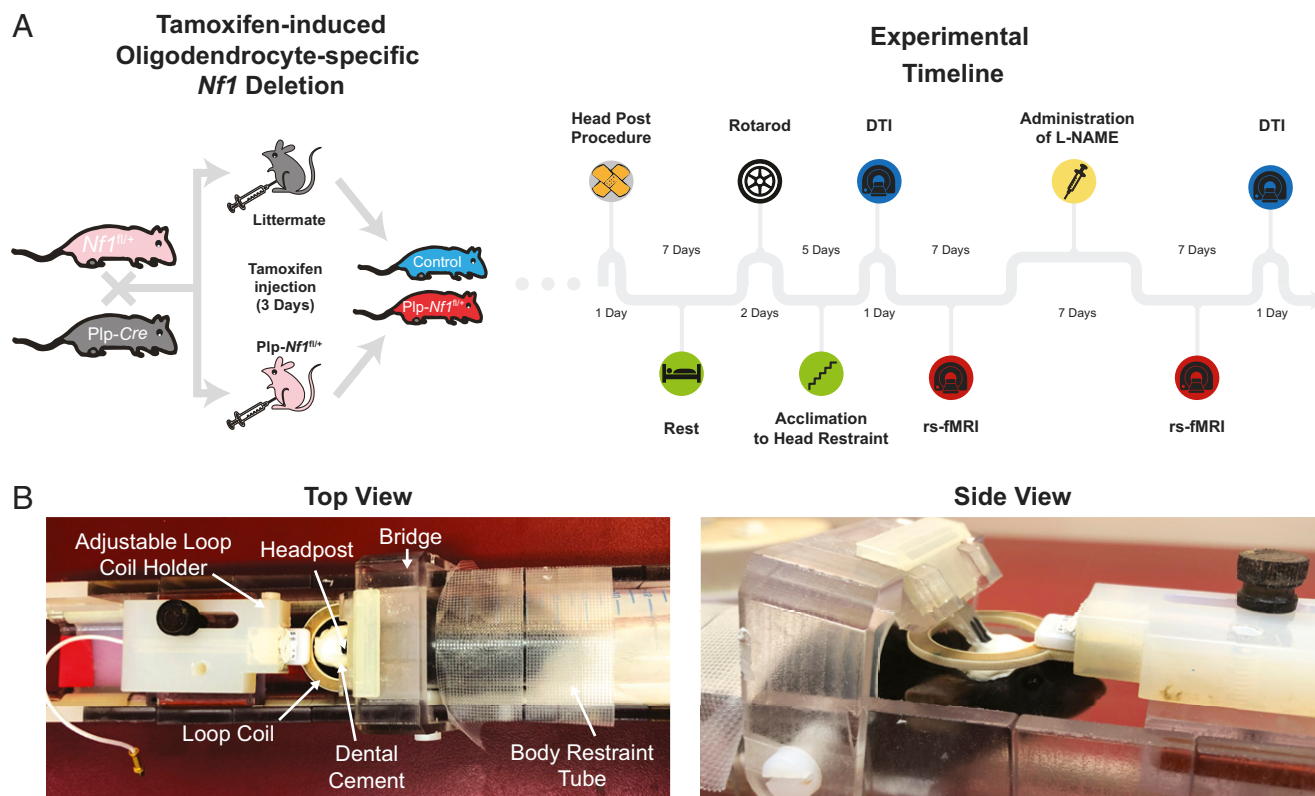 A
Tamoxifen-induced
Oligodendrocyte-specific
Nf1 Deletion
Nf1fl/+
Plp-Cre
Littermate
Tamoxifen
injection
(3 Days)
Plp-Nf1fl/+
Control
Plp-Nf1fl/+
Experimental
Timeline
Head Post
Procedure
Rotarod
DTI
Administration
of L-NAME
DTI
7 Days
5 Days
7 Days
7 Days
1 Day
2 Days
1 Day
7 Days
1 Day
Rest
Acclimation
to Head Restraint
rs-fMRI
rs-fMRI
B
Top View
Adjustable Loop
Coil Holder
Headpost
Bridge
Loop Coil
Dental
Cement
Body Restraint
Tube
Side View